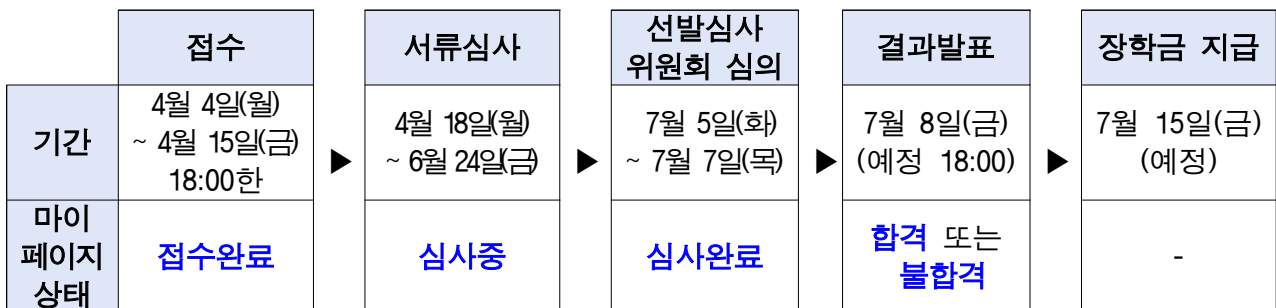 접수
서류심사
선발심사
위원회 심의
결과발표
장학금 지급
기간
4월 4일(월)
~ 4월 15일(금)
18:00한
▶
4월 18일(월)
~ 6월 24일(금)
▶
7월 5일(화)
~ 7월 7일(목)
▶
7월 8일(금)
(예정 18:00)
▶
7월 15일(금)
(예정)
마이
페이지
상태
접수완료
심사중
심사완료
합격 또는
불합격
-